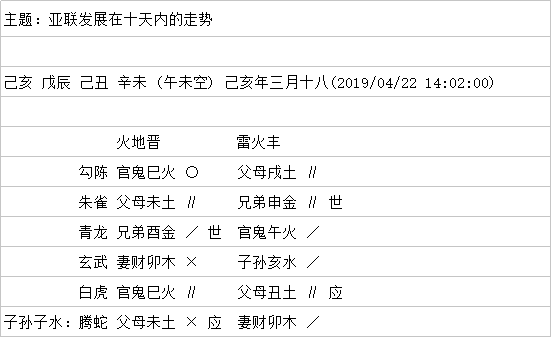 主题：亚联发展在十天内的走势
己亥 戊辰 己丑 辛未 (午未空) 己亥年三月十八(2019/04/22 14:02:00)
火地晋 雷火丰
勾陈 官鬼巳火 〇 父母戌土 〃
朱雀 父母未土 〃 兄弟申金 〃 世
青龙 兄弟酉金 ／ 世 官鬼午火 ／
玄武 妻财卯木 × 子孙亥水 ／
白虎 官鬼巳火 〃 父母丑土 〃 应
子孙子水：腾蛇 父母未土 × 应 妻财卯木 ／